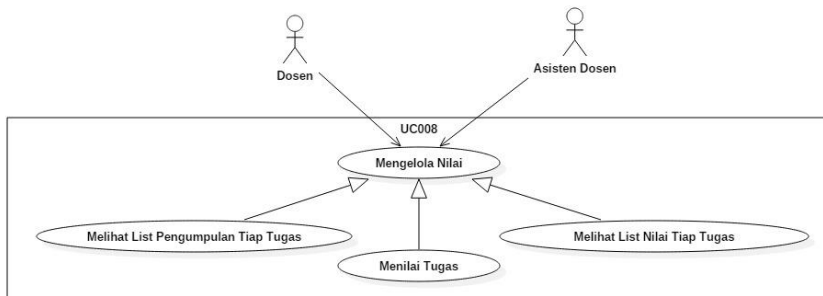 Dosen
Asisten Dosen
UC008
Mengelola Nilai
Melihat List Pengumpulan Tiap Tugas
Menilai Tugas
Melihat List Nilai Tiap Tugas